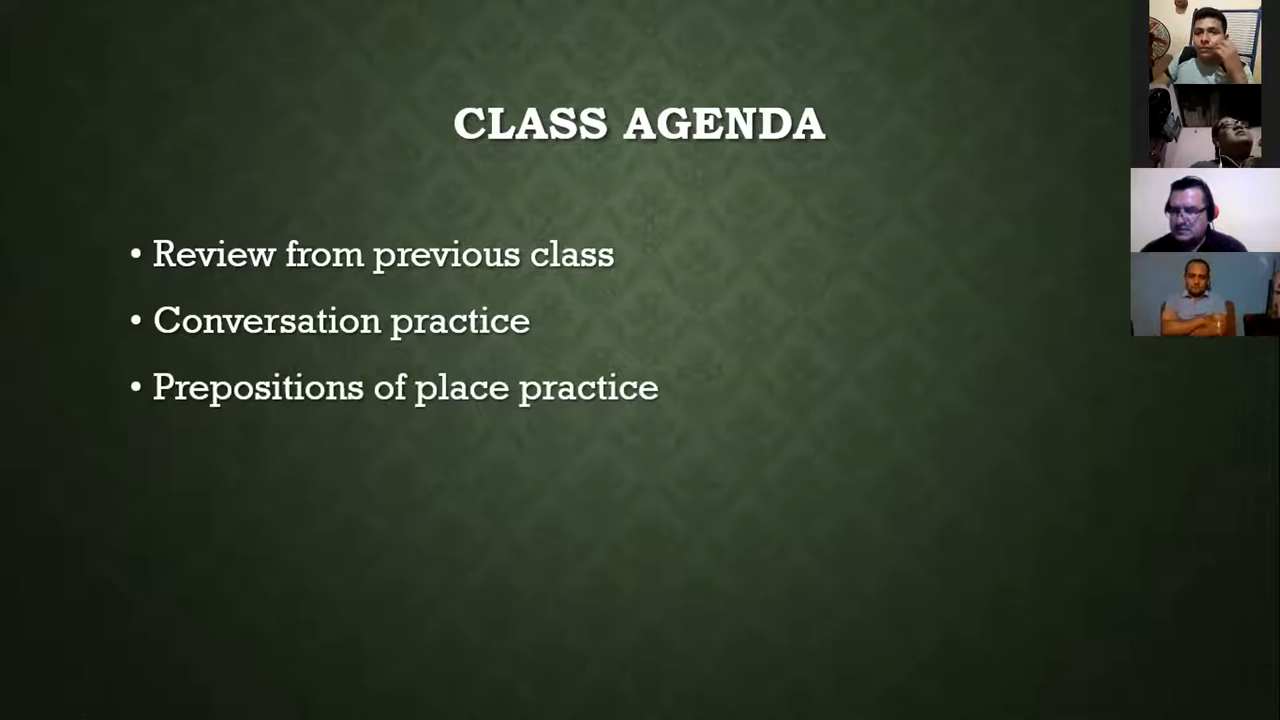 CLASS AGENDA
• Review from previous class
• Conversation practice
• Prepositions of place practice